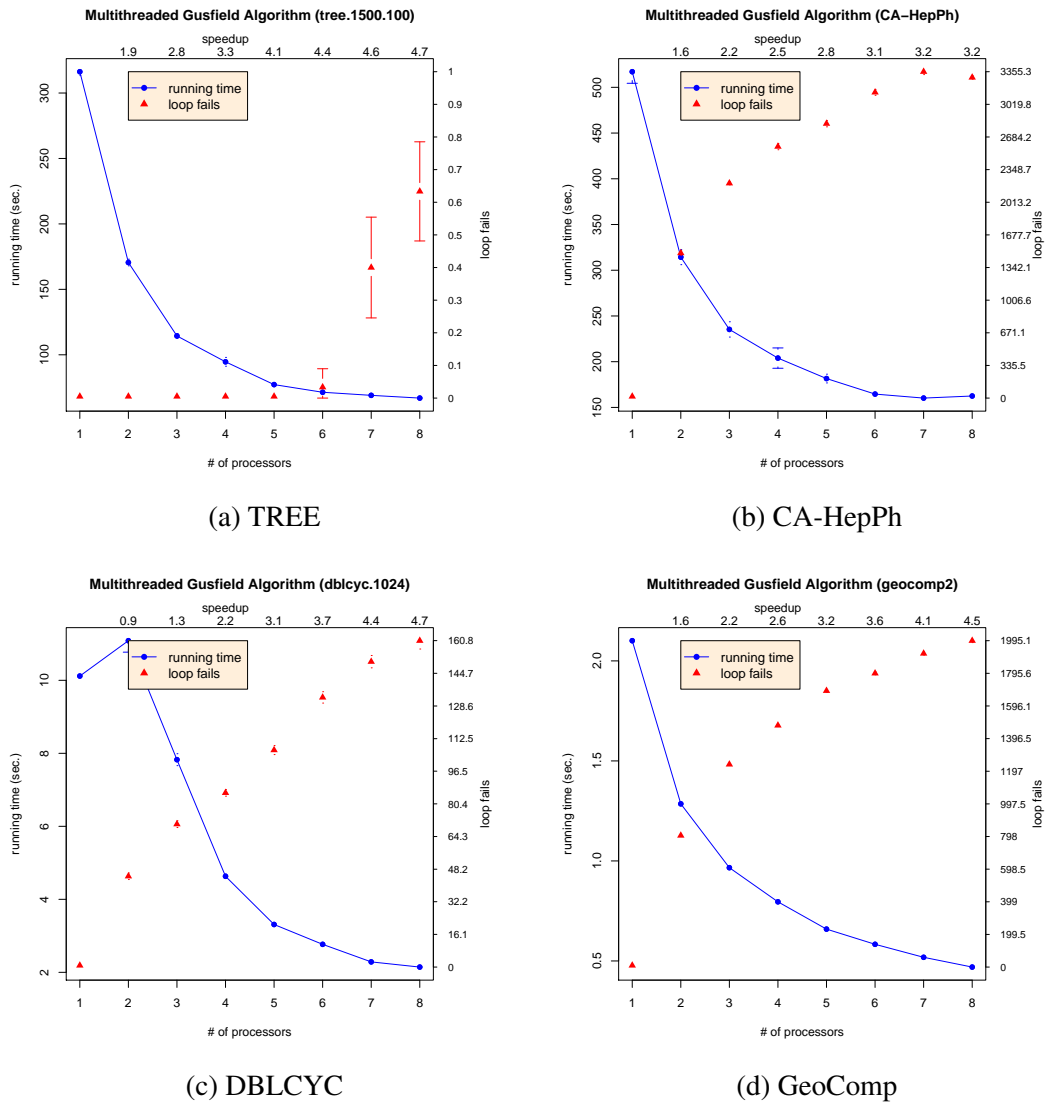 Multithreaded Gusfield Algorithm (tree.1500.100)
speedup
1.9 2.8 3.3 4.1 4.4 4.6 4.7
running time
loop fails
running time (sec.)
300
250
200
150
100
1
0.9
0.8
0.7
0.6
0.5
0.4
0.3
0.2
0.1
0
loop fails
1 2 3 4 5 6 7 8
# of processors
(a) TREE
Multithreaded Gusfield Algorithm (CA−HepPh)
speedup
1.6 2.2 2.5 2.8 3.1 3.2 3.2
running time
loop fails
running time (sec.)
500
450
400
350
300
250
200
150
3355.3
3019.8
2684.2
2348.7
2013.2
1677.7
1342.1
1006.6
671.1
335.5
0
loop fails
1 2 3 4 5 6 7 8
# of processors
(b) CA-HepPh
Multithreaded Gusfield Algorithm (dblcyc.1024)
speedup
0.9 1.3 2.2 3.1 3.7 4.4 4.7
running time
loop fails
running time (sec.)
10
8
6
4
2
160.8
144.7
128.6
112.5
96.5
80.4
64.3
48.2
32.2
16.1
0
loop fails
1 2 3 4 5 6 7 8
# of processors
(c) DBLCYC
Multithreaded Gusfield Algorithm (geocomp2)
speedup
1.6 2.2 2.6 3.2 3.6 4.1 4.5
running time
loop fails
running time (sec.)
2.0
1.5
1.0
0.5
1995.1
1795.6
1596.1
1396.5
1197
997.5
798
598.5
399
199.5
0
loop fails
1 2 3 4 5 6 7 8
# of processors
(d) GeoComp